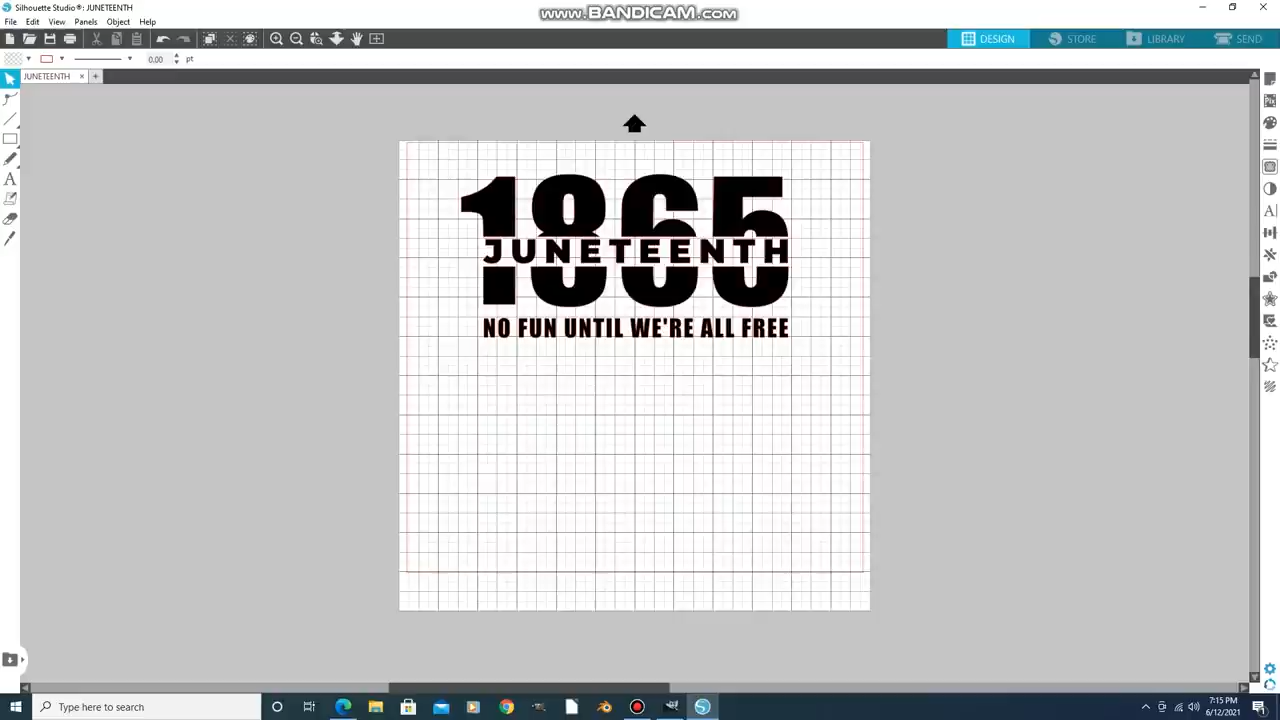 Silhouette Studio®: JUNETEENTH
www.BANDICAM.com
File Edit View Panels Object Help
DESIGN STORE LIBRARY SEND
0.00 pt
JUNETEENTH × +
1865
JUNETEENTH
NO FUN UNTIL WE'RE ALL FREE
Type here to search
7:15 PM
6/12/2021